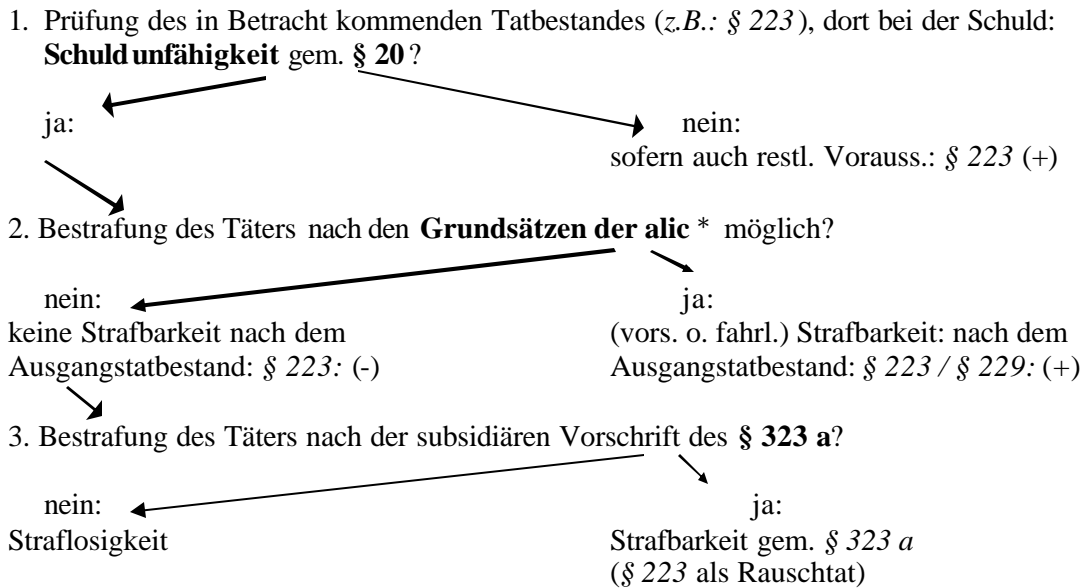 1. Prüfung des in Betracht kommenden Tatbestandes (z.B.: § 223), dort bei der Schuld:
Schuldunfähigkeit gem. § 20?
ja:
nein:
sofern auch restl. Vorauss.: § 223 (+)
2. Bestrafung des Täters nach den Grundsätzen der alic * möglich?
nein:
keine Strafbarkeit nach dem
Ausgangstatbestand: § 223: (-)
ja:
(vors. o. fahrl.) Strafbarkeit: nach dem
Ausgangstatbestand: § 223 / § 229: (+)
3. Bestrafung des Täters nach der subsidiären Vorschrift des § 323 a?
nein:
Straflosigkeit
ja:
Strafbarkeit gem. § 323 a
(§ 223 als Rauschtat)